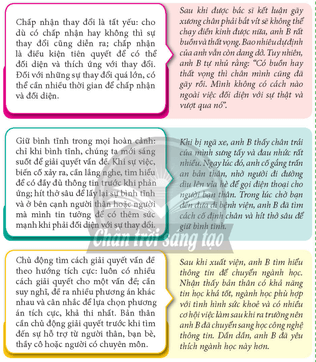 Chấp nhận thay đổi là tất yếu: cho
dù có chấp nhận hay không thì sự
thay đổi cũng diễn ra; chấp nhận
là điều kiện tiên quyết để có thể
đối diện và thích ứng với thay đổi.
Đối với những sự thay đổi quá lớn, có
thể cần nhiều thời gian để chấp nhận
và đối diện.
Sau khi được bác sĩ kết luận gãy
xương chân phải bắt vít sẽ không thể
chạy điền kinh được nữa, anh B rất
buồn và thất vọng. Bao nhiêu dự định
của anh vẫn còn dang dở. Tuy nhiên,
anh B tự nhủ rằng: "Có buồn hay
thất vọng thì chân mình cũng đã
gãy rồi. Mình không có cách nào
ngoài việc đối diện với sự thật và
vượt qua nó".
Giữ bình tĩnh trong mọi hoàn cảnh:
chỉ khi bình tĩnh, chúng ta mới sáng
suốt để giải quyết vấn đề. Khi sự việc,
biến cố xảy ra, cần lắng nghe, tìm hiểu
để có đầy đủ thông tin trước khi phản
ứng; hít thở sâu để lấy lại sự bình tĩnh
và ở bên cạnh người thân hoặc người
mà mình tin tưởng để có thêm sức
mạnh khi phải đối diện với sự thay đổi.
Khi bị ngã xe, anh B thấy chân trái
của mình sưng tấy và đau nhức rất
nhiều. Ngay lúc đó, anh cố gắng trấn
an bản thân, nhờ người đi đường
dìu lên vỉa hè để gọi điện thoại cho
người thân. Trong lúc chờ bạn
đến đưa đi bệnh viện, anh B đã tìm
cách cố định chân và hít thở sâu để
giữ bình tĩnh.
Chân trời sáng tạo
Chủ động tìm cách giải quyết vấn đề
theo hướng tích cực: luôn có nhiều
cách giải quyết cho một vấn đề; cần
suy nghĩ, đề ra nhiều phương án khác
nhau và cân nhắc để lựa chọn phương
án tích cực, khả thi nhất. Bản thân
cần chủ động giải quyết trước khi tìm
đến sự hỗ trợ từ người thân, bạn bè,
thầy cô hoặc người có chuyên môn.
Sau khi xuất viện, anh B tìm hiểu
thông tin để chuyển ngành học.
Nhận thấy bản thân có khả năng
tin học khá tốt, ngành học phù hợp
với tình hình sức khoẻ và có nhiều
cơ hội việc làm sau khi ra trường nên
anh B đã chuyển sang học công nghệ
thông tin. Dần dần, anh B đã yêu
thích ngành học này hơn.